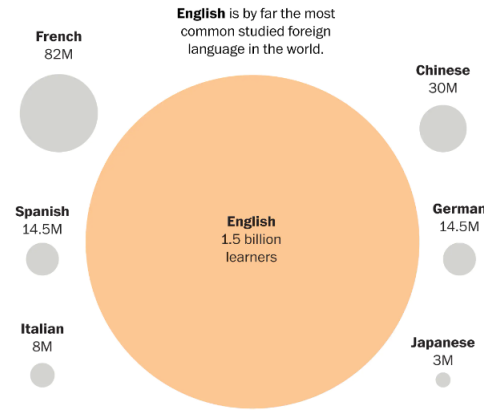 English is by far the most
common studied foreign
language in the world.
French
82M
Chinese
30M
Spanish
14.5M
English
1.5 billion
learners
German
14.5M
Italian
8M
Japanese
3M